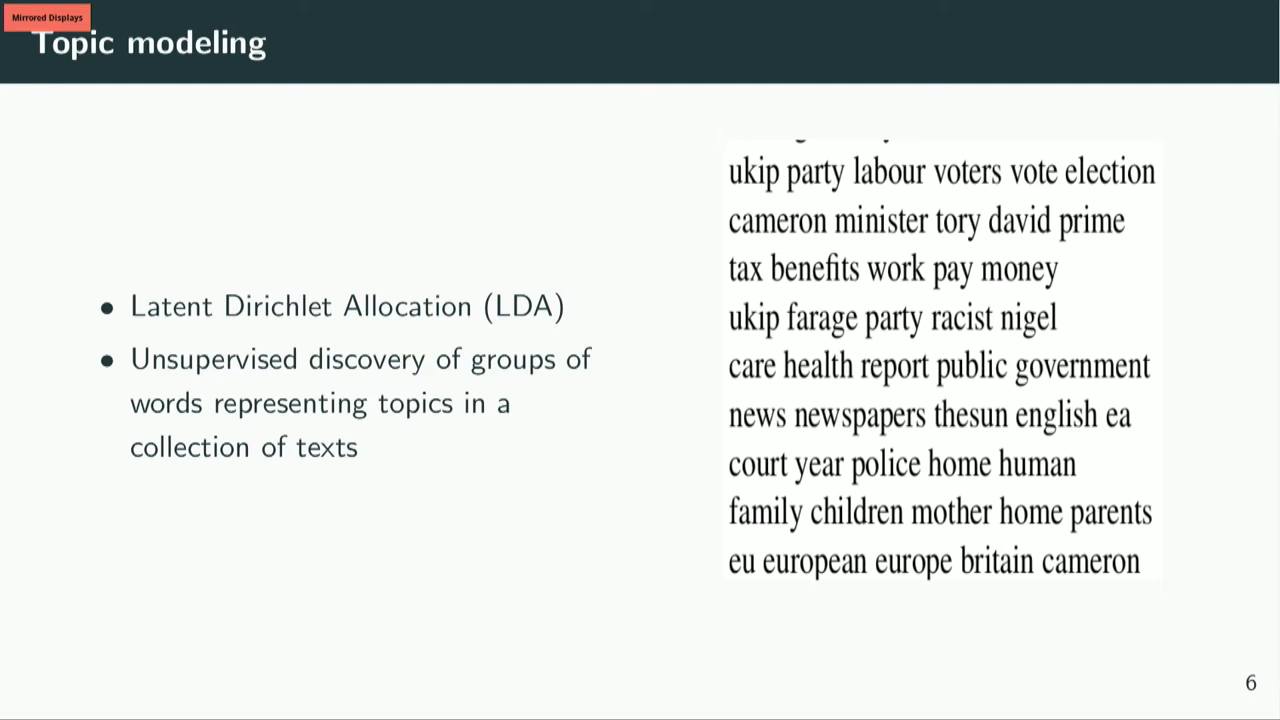 Mirrored Displays
Topic modeling
• Latent Dirichlet Allocation (LDA)
• Unsupervised discovery of groups of
words representing topics in a
collection of texts
ukip party labour voters vote election
cameron minister tory david prime
tax benefits work pay money
ukip farage party racist nigel
care health report public government
news newspapers thesun english ea
court year police home human
family children mother home parents
eu european europe britain cameron
6